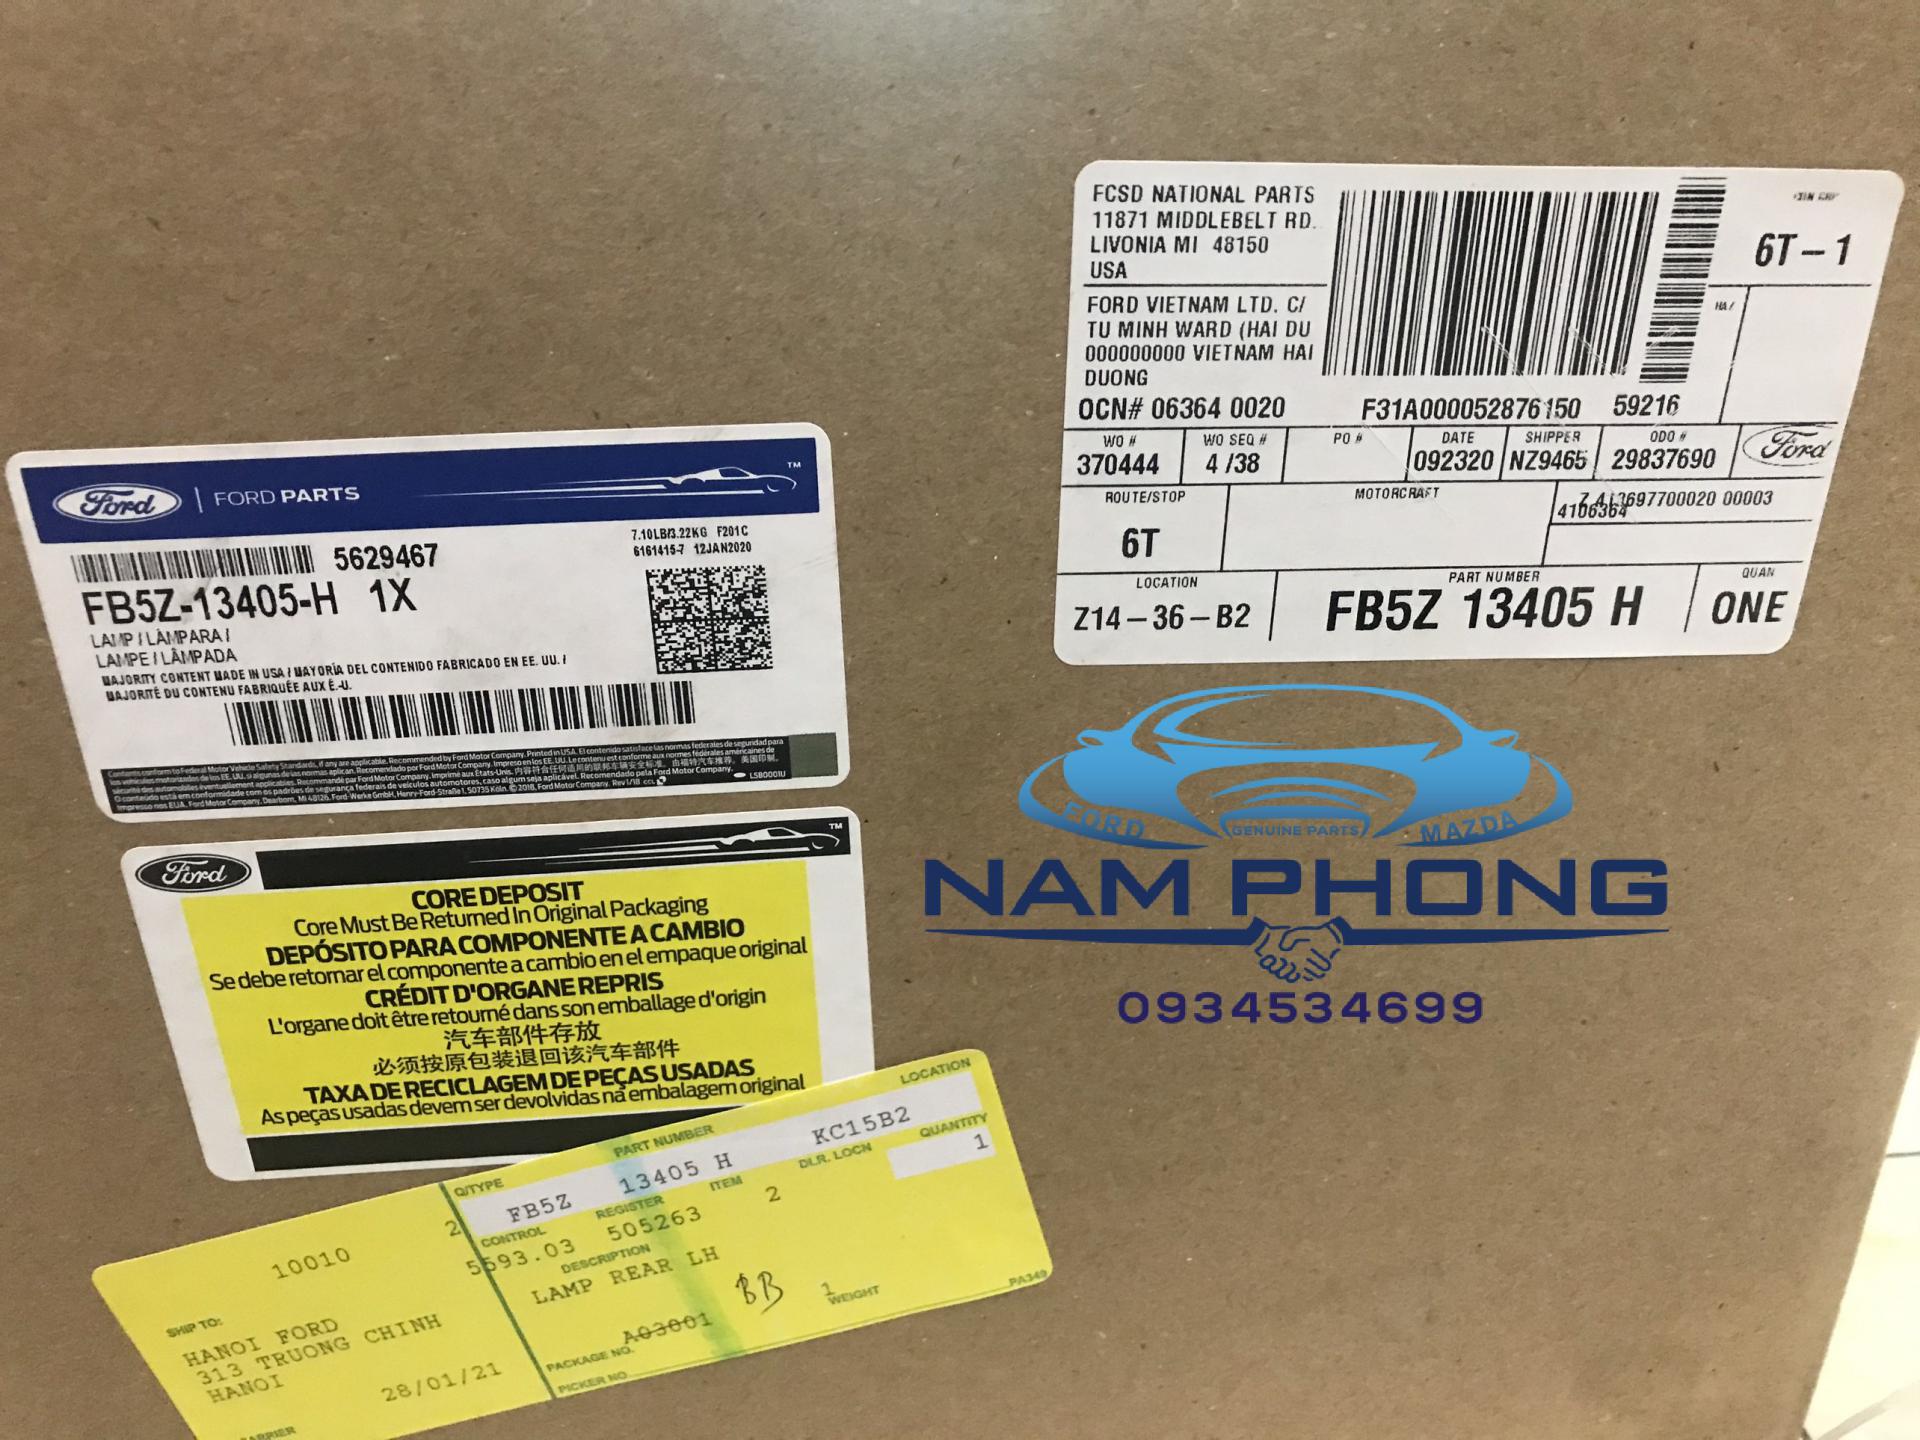 FCSD NATIONAL PARTS
11871 MIDDLEBELT RD.
LIVONIA MI 48150
USA
6T-1
FORD VIETNAM LTD. C/
TU MINH WARD (HAI DU
000000000 VIETNAM HAI
DUONG
HA/
OCN# 06364 0020
F31A000052876150 59216
WO # WO SEQ # PO # DATE SHIPPER ODO #
370444 4 /38 092320 NZ9465 29837690 Ford
ROUTE/STOP MOTORCRAFT
6T
4106364
LOCATION PART NUMBER QUAN
Z14-36-B2 FB5Z 13405 H ONE
Ford | FORD PARTS ™
7.10LB/3.22KG F201C
5629467 6161415-7 12JAN2020
FB5Z-13405-H 1X
LAMP / LÁMPARA /
LAMPE / LÂMPADA
MAJORITY CONTENT MADE IN USA / MAYORÍA DEL CONTENIDO FABRICADO EN EE. UU. /
MAJORITÉ DU CONTENU FABRIQUÉE AUX É.-U.
LSB0001U
Ford ™
CORE DEPOSIT
Core Must Be Returned In Original Packaging
DEPÓSITO PARA COMPONENTE A CAMBIO
Se debe retornar el componente a cambio en el empaque original
CRÉDIT D'ORGANE REPRIS
L'organe doit être retourné dans son emballage d'origin
汽车部件存放
必须按原包装退回该汽车部件
TAXA DE RECICLAGEM DE PEÇAS USADAS
As peças usadas devem ser devolvidas na embalagem original
FORD GENUINE PARTS MAZDA
NAM PHONG
0934534699
Q/TYPE PART NUMBER LOCATION
2 FB5Z 13405 H KC15B2
CONTROL REGISTER ITEM DLR. LOCN QUANTITY
10010 5593.03 505263 2 1
DESCRIPTION
LAMP REAR LH
BB
1
WEIGHT
A03001
PACKAGE NO.
PICKER NO.
PA349
SHIP TO:
HANOI FORD
313 TRUONG CHINH
HANOI
28/01/21
CARRIER